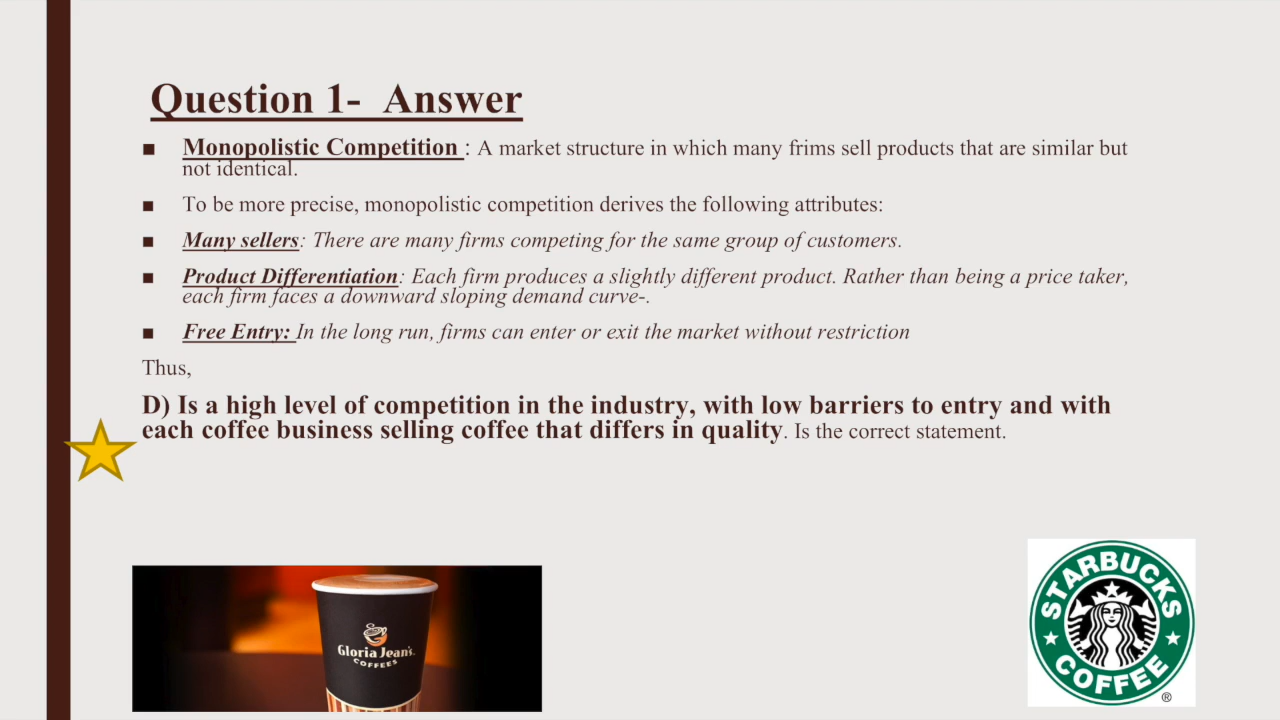 Question 1-  Answer
■ Monopolistic Competition : A market structure in which many frims sell products that are similar but
not identical.
■ To be more precise, monopolistic competition derives the following attributes:
■ Many sellers: There are many firms competing for the same group of customers.
■ Product Differentiation: Each firm produces a slightly different product. Rather than being a price taker,
each firm faces a downward sloping demand curve-.
■ Free Entry: In the long run, firms can enter or exit the market without restriction
Thus,
D) Is a high level of competition in the industry, with low barriers to entry and with
each coffee business selling coffee that differs in quality. Is the correct statement.
Gloria Jean's
COFFEES
STARBUCKS
COFFEE
®